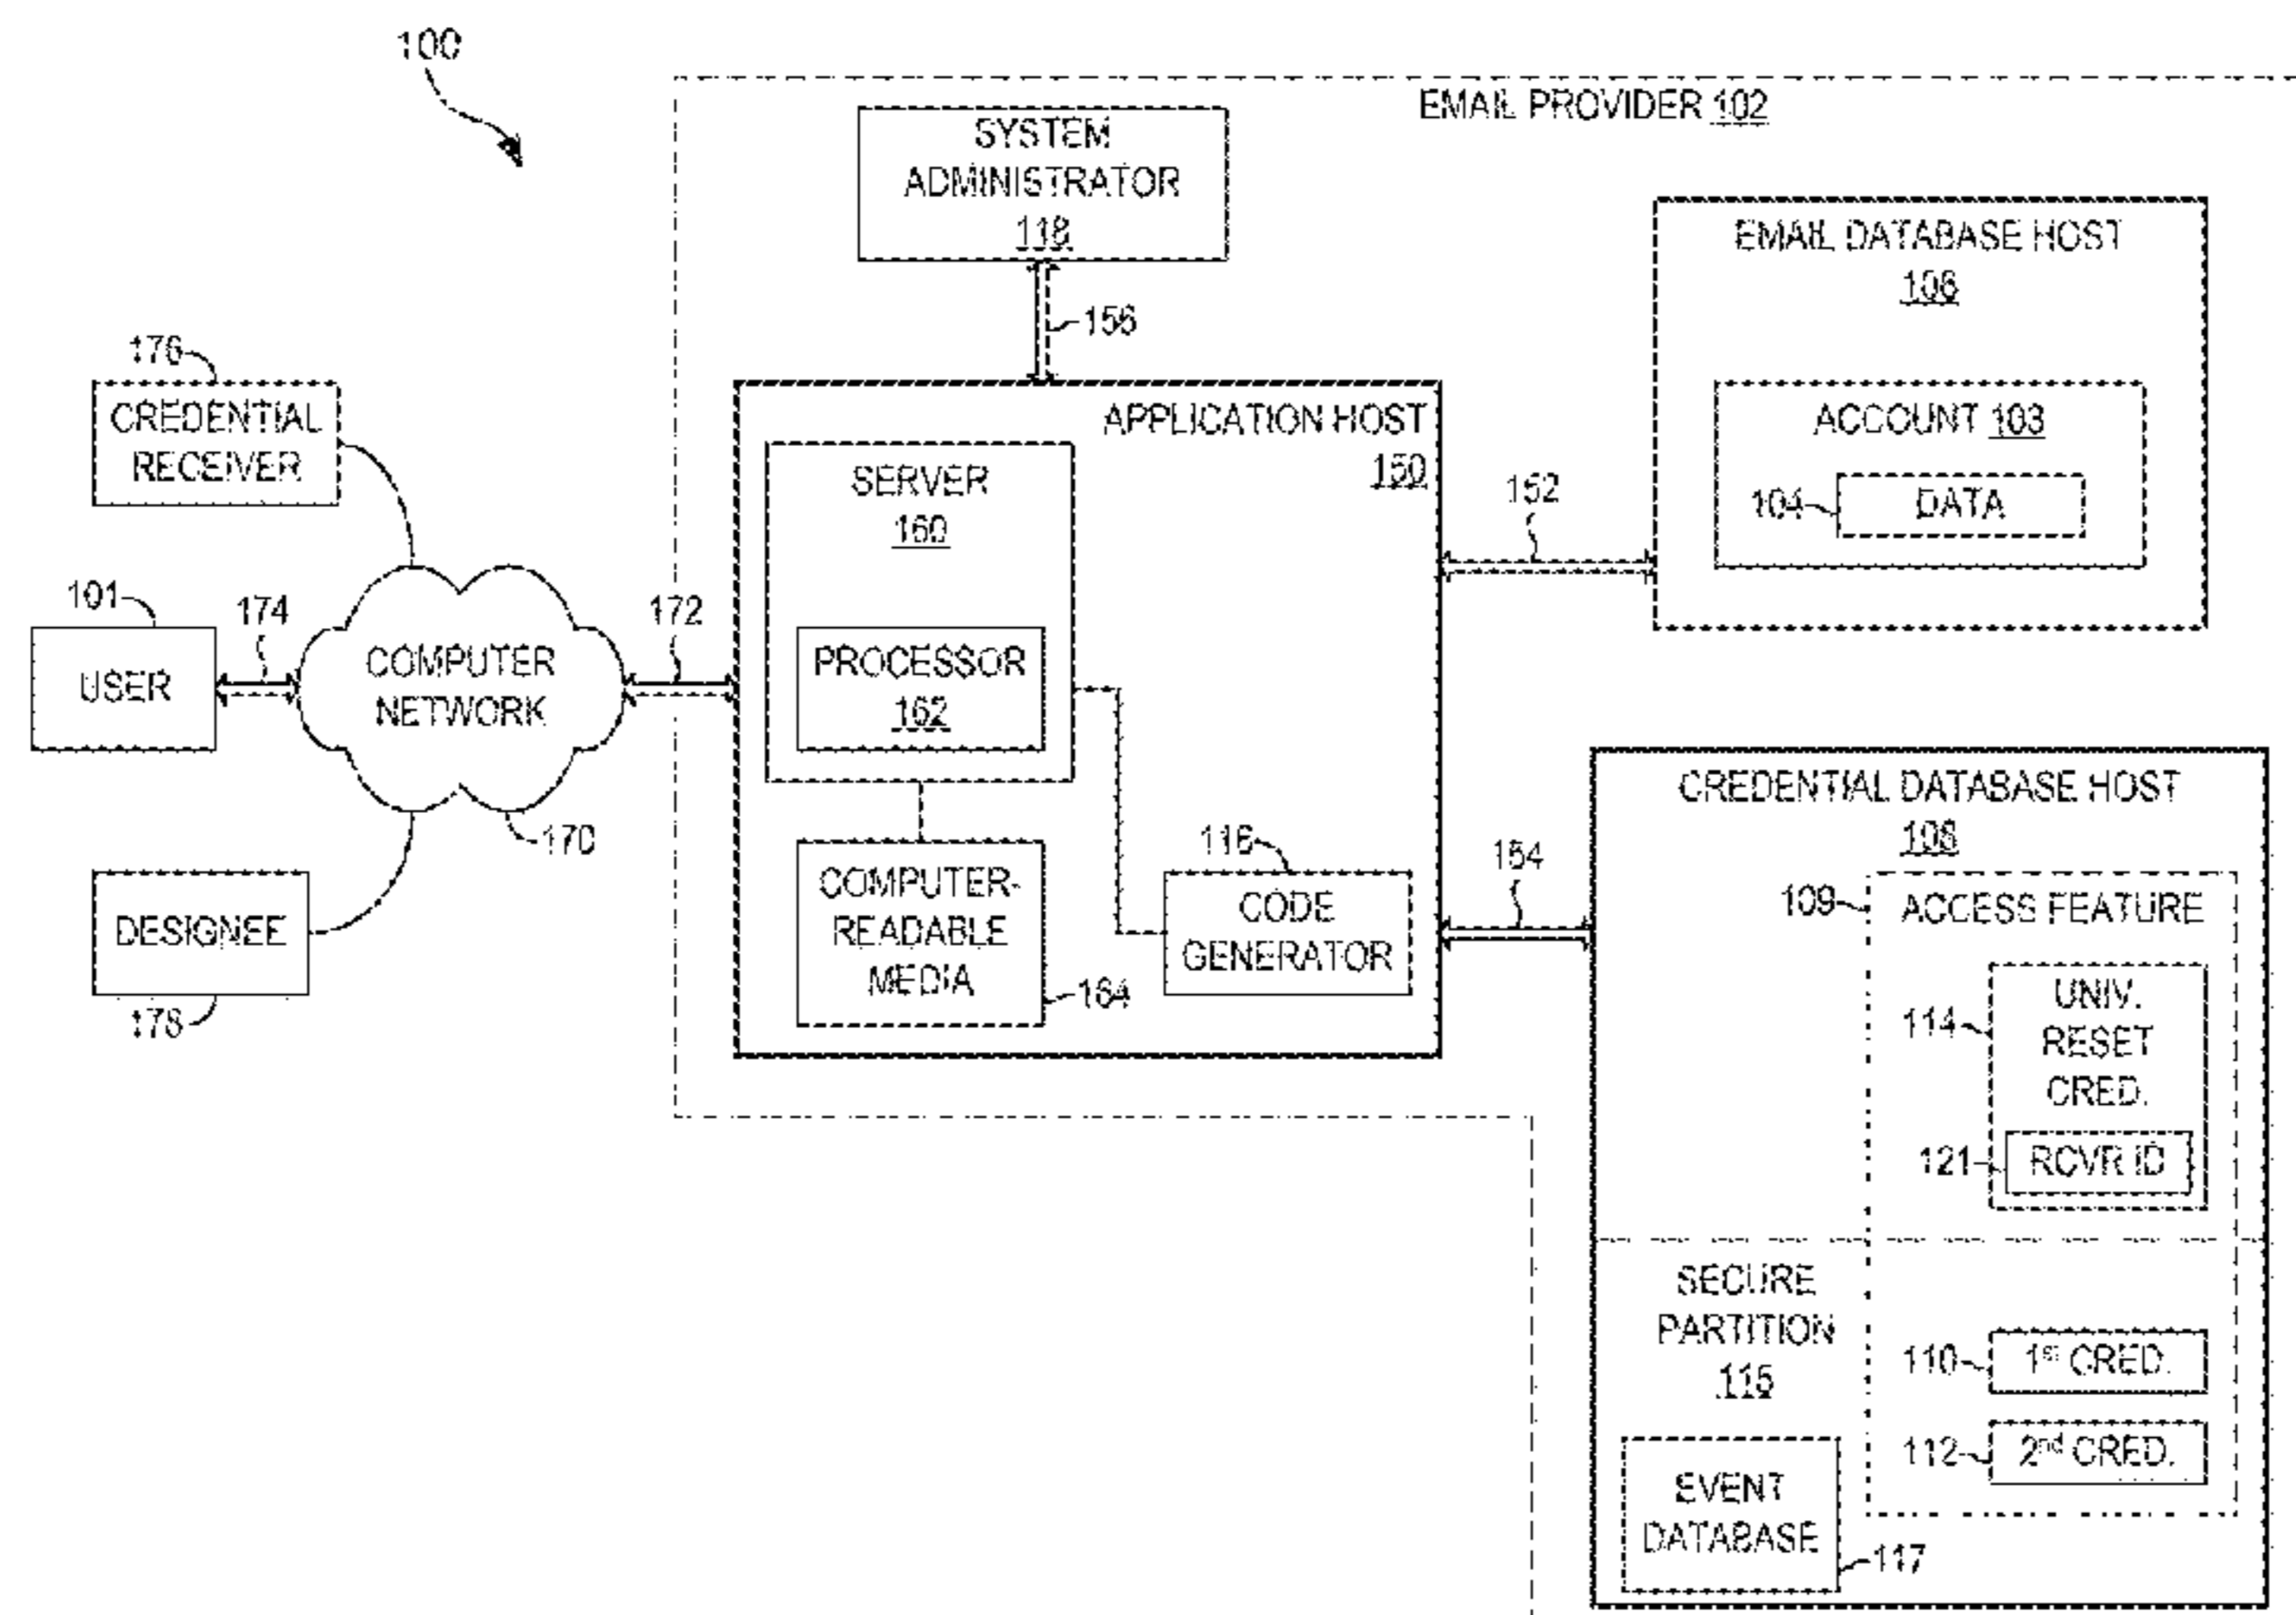 100
EMAIL PROVIDER 102
SYSTEM
ADMINISTRATOR
118
156
EMAIL DATABASE HOST
106
ACCOUNT 103
104
DATA
176
CREDENTIAL
RECEIVER
APPLICATION HOST
150
SERVER
160
PROCESSOR
162
152
101
USER
174
COMPUTER
NETWORK
172
170
DESIGNEE
178
COMPUTER-
READABLE
MEDIA
164
116
CODE
GENERATOR
154
CREDENTIAL DATABASE HOST
108
109
ACCESS FEATURE
114
UNIV.
RESET
CRED.
121
RCVR ID
SECURE
PARTITION
115
110
1st CRED.
112
2nd CRED.
EVENT
DATABASE
117